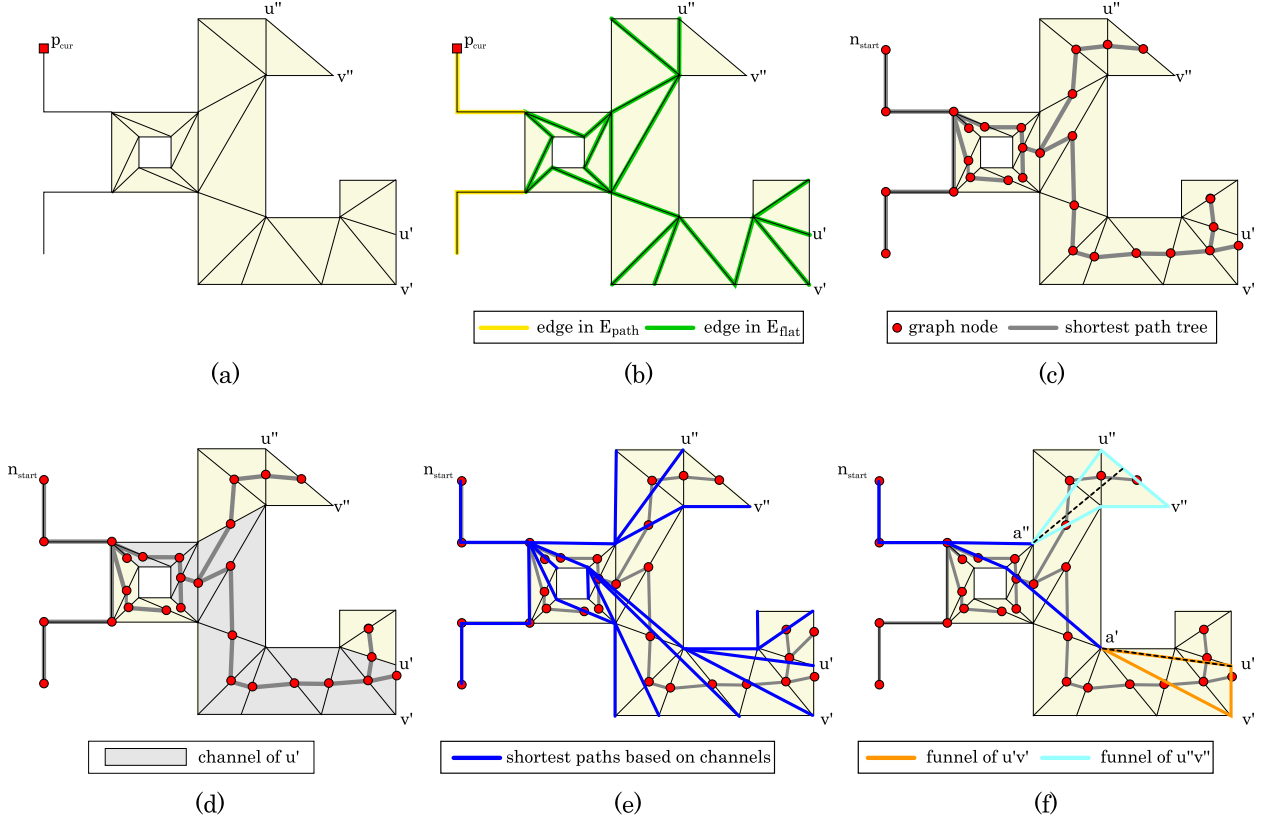 u"
p_cur
v"
u'
v'
(a)
u"
p_cur
v"
u'
v'
edge in E_path edge in E_flat
(b)
u"
n_start
v"
u'
v'
graph node shortest path tree
(c)
u"
n_start
v"
u'
v'
channel of u'
(d)
u"
n_start
v"
u'
v'
shortest paths based on channels
(e)
u"
n_start
v"
a"
a'
u'
v'
funnel of u'v' funnel of u"v"
(f)